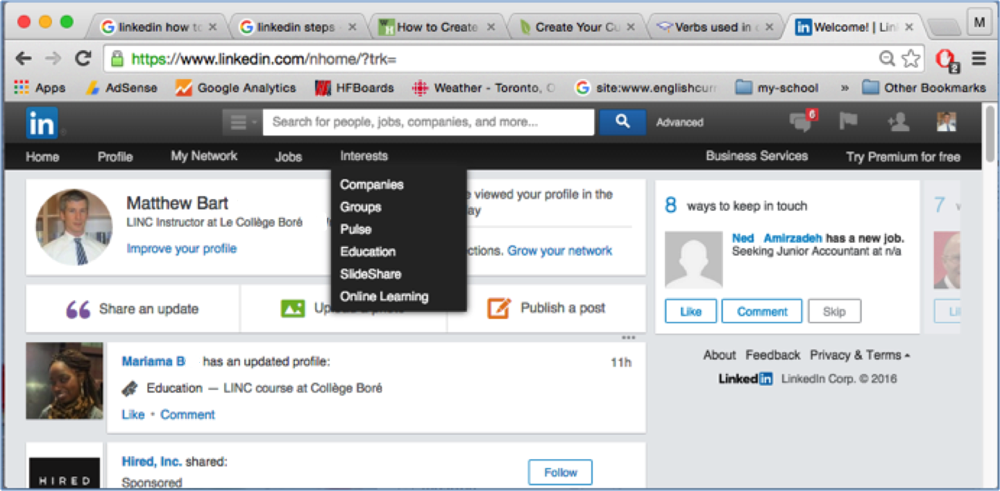 linkedin how to
linkedin steps
How to Create
Create Your Cu
Verbs used in
Welcome! | Lin
M
https://www.linkedin.com/nhome/?trk=
2
Apps
AdSense
Google Analytics
HFBoards
Weather - Toronto,
site:www.englishcurr
my-school
»
Other Bookmarks
in
Search for people, jobs, companies, and more...
Advanced
6
Home Profile My Network Jobs Interests Business Services Try Premium for free
Companies
Groups
Pulse
Education
SlideShare
Online Learning
Matthew Bart
LINC Instructor at Le Collège Boré
Improve your profile
viewed your profile in the
ay
ctions. Grow your network
8 ways to keep in touch
Ned Amirzadeh has a new job.
Seeking Junior Accountant at n/a
Like Comment Skip
7
Share an update
Publish a post
Mariama B has an updated profile: 11h
Education — LINC course at Collège Boré
Like • Comment
About Feedback Privacy & Terms
LinkedIn LinkedIn Corp. © 2016
HIRED
Hired, Inc. shared:
Sponsored
Follow